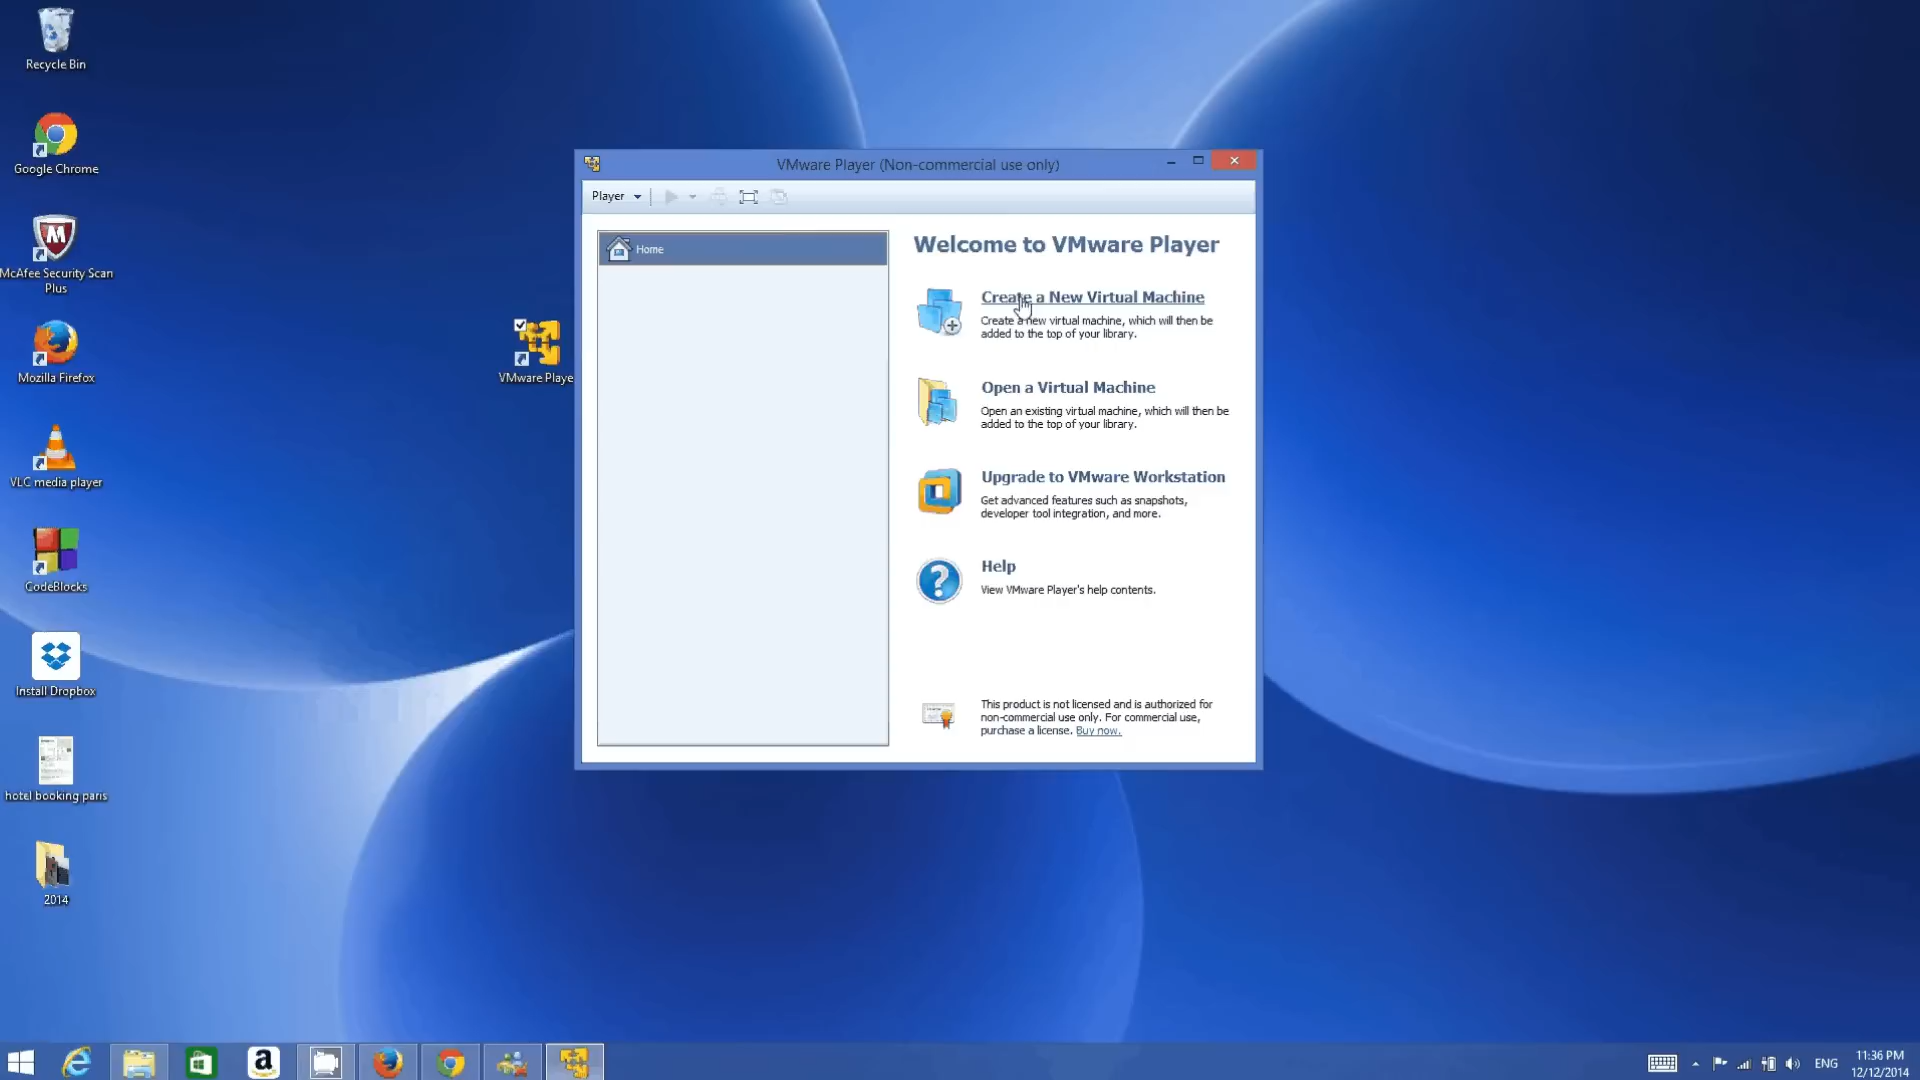 Recycle Bin
Google Chrome
McAfee Security Scan
Plus
Mozilla Firefox
VLC media player
CodeBlocks
Install Dropbox
hotel booking paris
2014
VMware Playe
VMware Player (Non-commercial use only)
Player
Home
Welcome to VMware Player
Create a New Virtual Machine
Create a new virtual machine, which will then be
added to the top of your library.
Open a Virtual Machine
Open an existing virtual machine, which will then be
added to the top of your library.
Upgrade to VMware Workstation
Get advanced features such as snapshots,
developer tool integration, and more.
Help
View VMware Player's help contents.
This product is not licensed and is authorized for
non-commercial use only. For commercial use,
purchase a license. Buy now.
ENG
11:36 PM
12/12/2014